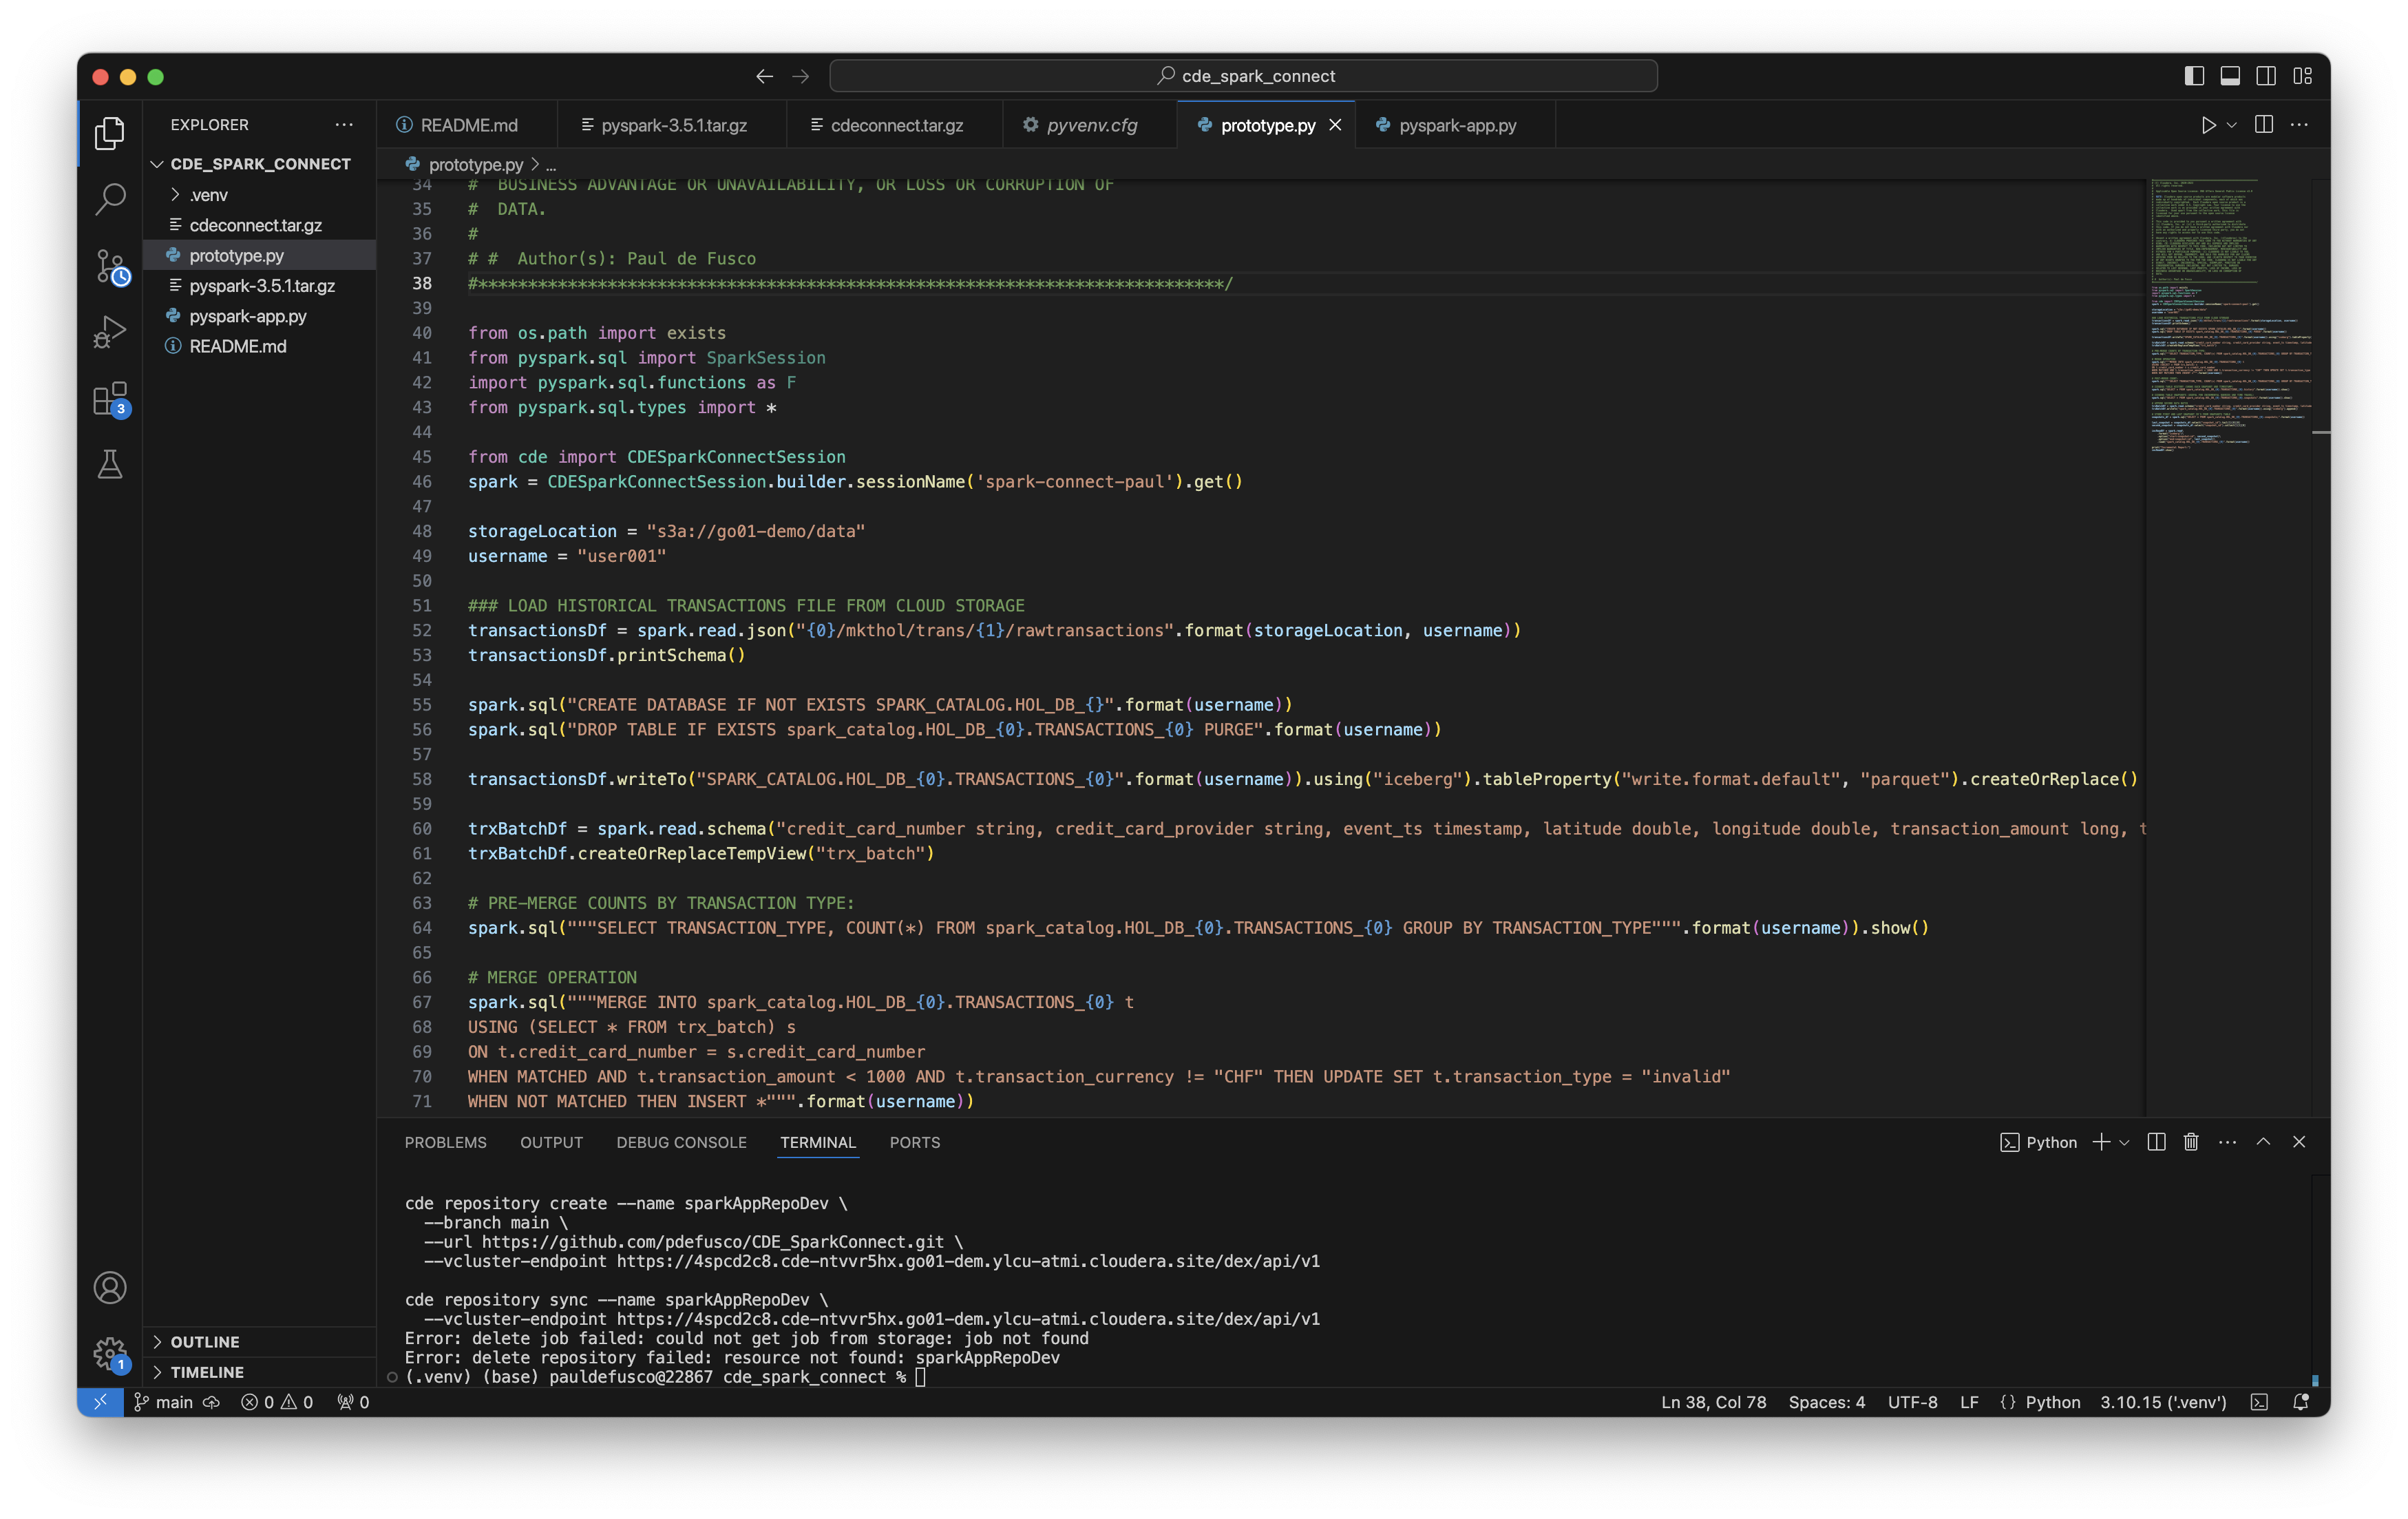 cde_spark_connect
EXPLORER
README.md
pyspark-3.5.1.tar.gz
cdeconnect.tar.gz
pyvenv.cfg
prototype.py
pyspark-app.py
CDE_SPARK_CONNECT
.venv
cdeconnect.tar.gz
prototype.py
pyspark-3.5.1.tar.gz
pyspark-app.py
README.md
3
OUTLINE
TIMELINE
1
prototype.py > ...
34 #  BUSINESS ADVANTAGE OR UNAVAILABILITY, OR LOSS OR CORRUPTION OF
35 #  DATA.
36 #
37 # #  Author(s): Paul de Fusco
38 #***************************************************************************/
39
40 from os.path import exists
41 from pyspark.sql import SparkSession
42 import pyspark.sql.functions as F
43 from pyspark.sql.types import *
44
45 from cde import CDESparkConnectSession
46 spark = CDESparkConnectSession.builder.sessionName('spark-connect-paul').get()
47
48 storageLocation = "s3a://go01-demo/data"
49 username = "user001"
50
51 ### LOAD HISTORICAL TRANSACTIONS FILE FROM CLOUD STORAGE
52 transactionsDf = spark.read.json("{0}/mkthol/trans/{1}/rawtransactions".format(storageLocation, username))
53 transactionsDf.printSchema()
54
55 spark.sql("CREATE DATABASE IF NOT EXISTS SPARK_CATALOG.HOL_DB_{}".format(username))
56 spark.sql("DROP TABLE IF EXISTS spark_catalog.HOL_DB_{0}.TRANSACTIONS_{0} PURGE".format(username))
57
58 transactionsDf.writeTo("SPARK_CATALOG.HOL_DB_{0}.TRANSACTIONS_{0}".format(username)).using("iceberg").tableProperty("write.format.default", "parquet").createOrReplace()
59
60 trxBatchDf = spark.read.schema("credit_card_number string, credit_card_provider string, event_ts timestamp, latitude double, longitude double, transaction_amount long, t
61 trxBatchDf.createOrReplaceTempView("trx_batch")
62
63 # PRE-MERGE COUNTS BY TRANSACTION TYPE:
64 spark.sql("""SELECT TRANSACTION_TYPE, COUNT(*) FROM spark_catalog.HOL_DB_{0}.TRANSACTIONS_{0} GROUP BY TRANSACTION_TYPE""".format(username)).show()
65
66 # MERGE OPERATION
67 spark.sql("""MERGE INTO spark_catalog.HOL_DB_{0}.TRANSACTIONS_{0} t
68 USING (SELECT * FROM trx_batch) s
69 ON t.credit_card_number = s.credit_card_number
70 WHEN MATCHED AND t.transaction_amount < 1000 AND t.transaction_currency != "CHF" THEN UPDATE SET t.transaction_type = "invalid"
71 WHEN NOT MATCHED THEN INSERT *""".format(username))
PROBLEMS OUTPUT DEBUG CONSOLE TERMINAL PORTS
Python
cde repository create --name sparkAppRepoDev \
  --branch main \
  --url https://github.com/pdefusco/CDE_SparkConnect.git \
  --vcluster-endpoint https://4spcd2c8.cde-ntvvr5hx.go01-dem.ylcu-atmi.cloudera.site/dex/api/v1

cde repository sync --name sparkAppRepoDev \
  --vcluster-endpoint https://4spcd2c8.cde-ntvvr5hx.go01-dem.ylcu-atmi.cloudera.site/dex/api/v1
Error: delete job failed: could not get job from storage: job not found
Error: delete repository failed: resource not found: sparkAppRepoDev
(.venv) (base) pauldefusco@22867 cde_spark_connect %
main 0 0 0 Ln 38, Col 78 Spaces: 4 UTF-8 LF {} Python 3.10.15 ('.venv')